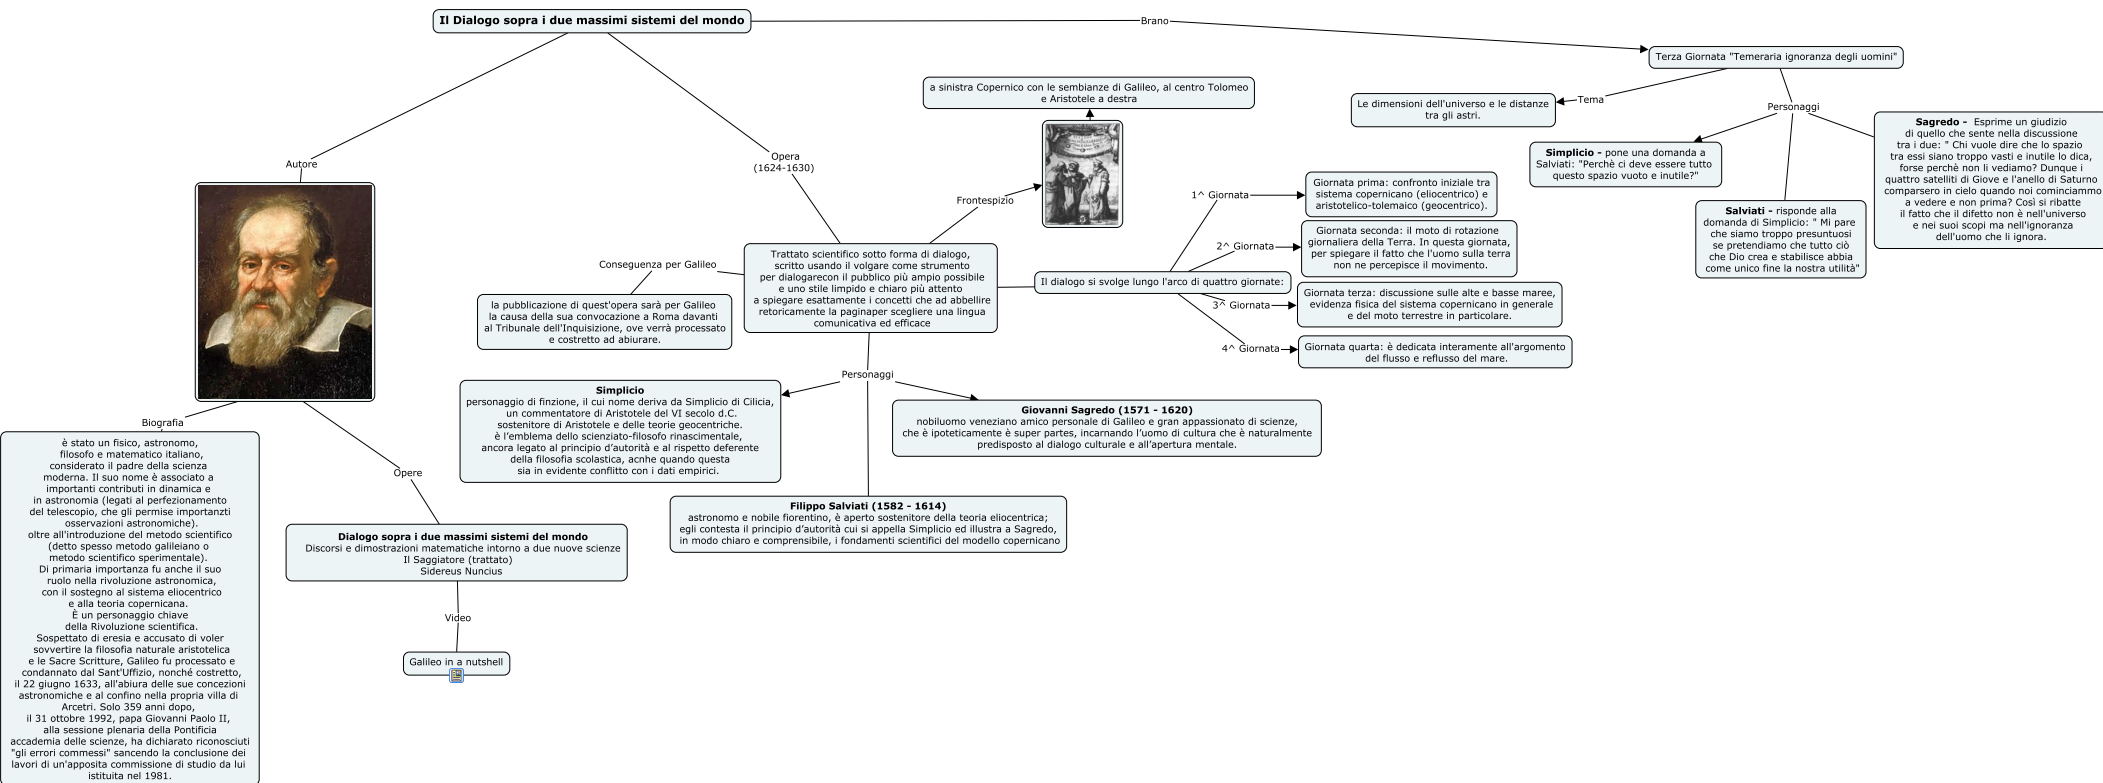 Il Dialogo sopra i due massimi sistemi del mondo
Brano
Terza Giornata "Temeraria ignoranza degli uomini"
Tema
Le dimensioni dell'universo e le distanze
tra gli astri.
Personaggi
Simplicio - pone una domanda a
Salviati: "Perchè ci deve essere tutto
questo spazio vuoto e inutile?"
Salviati - risponde alla
domanda di Simplicio: " Mi pare
che siamo troppo presuntuosi
se pretendiamo che tutto ciò
che Dio crea e stabilisce abbia
come unico fine la nostra utilità"
Sagredo - Esprime un giudizio
di quello che sente nella discussione
tra i due: " Chi vuole dire che lo spazio
tra essi siano troppo vasti e inutile lo dica,
forse perchè non li vediamo? Dunque i
quattro satelliti di Giove e l'anello di Saturno
comparsero in cielo quando noi cominciammo
a vedere e non prima? Così si ribatte
il fatto che il difetto non è nell'universo
e nei suoi scopi ma nell'ignoranza
dell'uomo che li ignora.
a sinistra Copernico con le sembianze di Galileo, al centro Tolomeo
e Aristotele a destra
Frontespizio
Opera
(1624-1630)
Autore
Trattato scientifico sotto forma di dialogo,
scritto usando il volgare come strumento
per dialogarecon il pubblico più ampio possibile
e uno stile limpido e chiaro più attento
a spiegare esattamente i concetti che ad abbellire
retoricamente la paginaper scegliere una lingua
comunicativa ed efficace
Conseguenza per Galileo
la pubblicazione di quest'opera sarà per Galileo
la causa della sua convocazione a Roma davanti
al Tribunale dell'Inquisizione, ove verrà processato
e costretto ad abiurare.
Il dialogo si svolge lungo l'arco di quattro giornate:
1^ Giornata
Giornata prima: confronto iniziale tra
sistema copernicano (eliocentrico) e
aristotelico-tolemaico (geocentrico).
2^ Giornata
Giornata seconda: il moto di rotazione
giornaliera della Terra. In questa giornata,
per spiegare il fatto che l'uomo sulla terra
non ne percepisce il movimento.
3^ Giornata
Giornata terza: discussione sulle alte e basse maree,
evidenza fisica del sistema copernicano in generale
e del moto terrestre in particolare.
4^ Giornata
Giornata quarta: è dedicata interamente all'argomento
del flusso e reflusso del mare.
Personaggi
Simplicio
personaggio di finzione, il cui nome deriva da Simplicio di Cilicia,
un commentatore di Aristotele del VI secolo d.C.
sostenitore di Aristotele e delle teorie geocentriche.
è l'emblema dello scienziato-filosofo rinascimentale,
ancora legato al principio d'autorità e al rispetto deferente
della filosofia scolastica, acnhe quando questa
sia in evidente conflitto con i dati empirici.
Giovanni Sagredo (1571 - 1620)
nobiluomo veneziano amico personale di Galileo e gran appassionato di scienze,
che è ipoteticamente è super partes, incarnando l'uomo di cultura che è naturalmente
predisposto al dialogo culturale e all'apertura mentale.
Filippo Salviati (1582 - 1614)
astronomo e nobile fiorentino, è aperto sostenitore della teoria eliocentrica;
egli contesta il principio d'autorità cui si appella Simplicio ed illustra a Sagredo,
in modo chiaro e comprensibile, i fondamenti scientifici del modello copernicano
Biografia
è stato un fisico, astronomo,
filosofo e matematico italiano,
considerato il padre della scienza
moderna. Il suo nome è associato a
importanti contributi in dinamica e
in astronomia (legati al perfezionamento
del telescopio, che gli permise importanzti
osservazioni astronomiche).
oltre all'introduzione del metodo scientifico
(detto spesso metodo galileiano o
metodo scientifico sperimentale).
Di primaria importanza fu anche il suo
ruolo nella rivoluzione astronomica,
con il sostegno al sistema eliocentrico
e alla teoria copernicana.
È un personaggio chiave
della Rivoluzione scientifica.
Sospettato di eresia e accusato di voler
sovvertire la filosofia naturale aristotelica
e le Sacre Scritture, Galileo fu processato e
condannato dal Sant'Uffizio, nonché costretto,
il 22 giugno 1633, all'abiura delle sue concezioni
astronomiche e al confino nella propria villa di
Arcetri. Solo 359 anni dopo,
il 31 ottobre 1992, papa Giovanni Paolo II,
alla sessione plenaria della Pontificia
accademia delle scienze, ha dichiarato riconosciuti
"gli errori commessi" sancendo la conclusione dei
lavori di un'apposita commissione di studio da lui
istituita nel 1981.
Opere
Dialogo sopra i due massimi sistemi del mondo
Discorsi e dimostrazioni matematiche intorno a due nuove scienze
Il Saggiatore (trattato)
Sidereus Nuncius
Video
Galileo in a nutshell